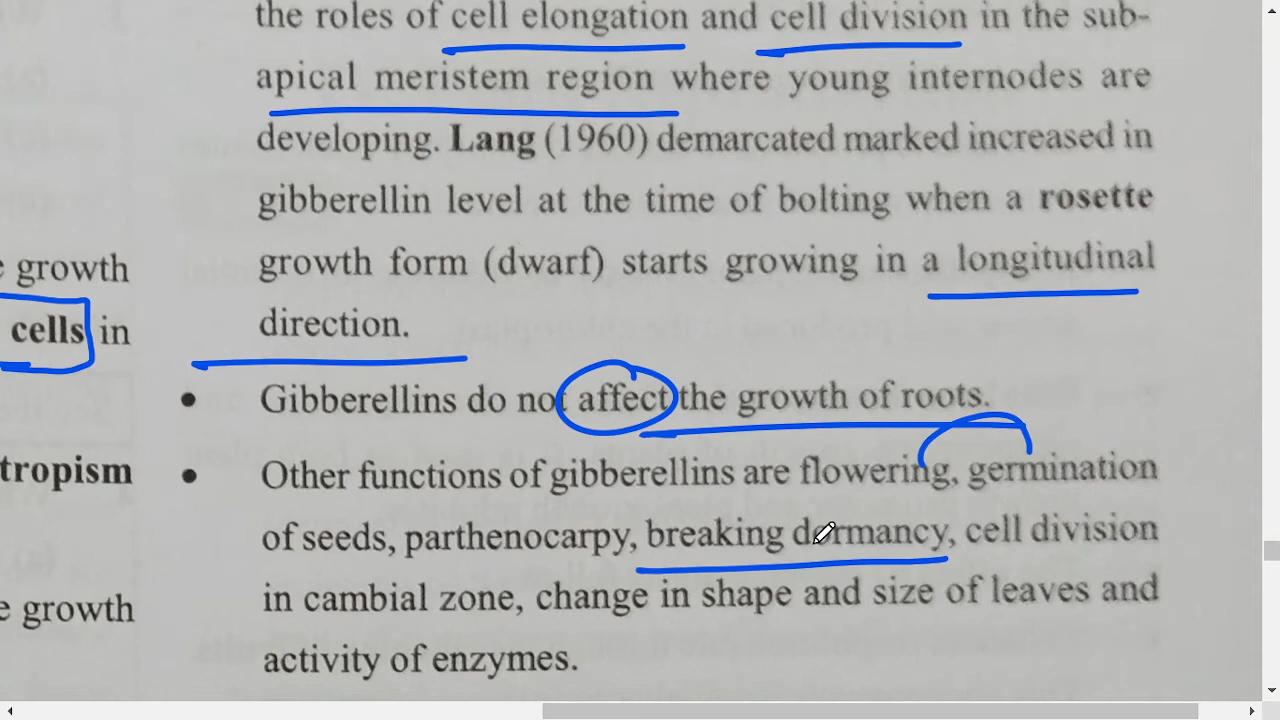 the roles of cell elongation and cell division in the sub-
apical meristem region where young internodes are
developing. Lang (1960) demarcated marked increased in
gibberellin level at the time of bolting when a rosette
growth form (dwarf) starts growing in a longitudinal
direction.
• Gibberellins do not affect the growth of roots.
• Other functions of gibberellins are flowering, germination
of seeds, parthenocarpy, breaking dormancy, cell division
in cambial zone, change in shape and size of leaves and
activity of enzymes.
growth
cells in
tropism
growth